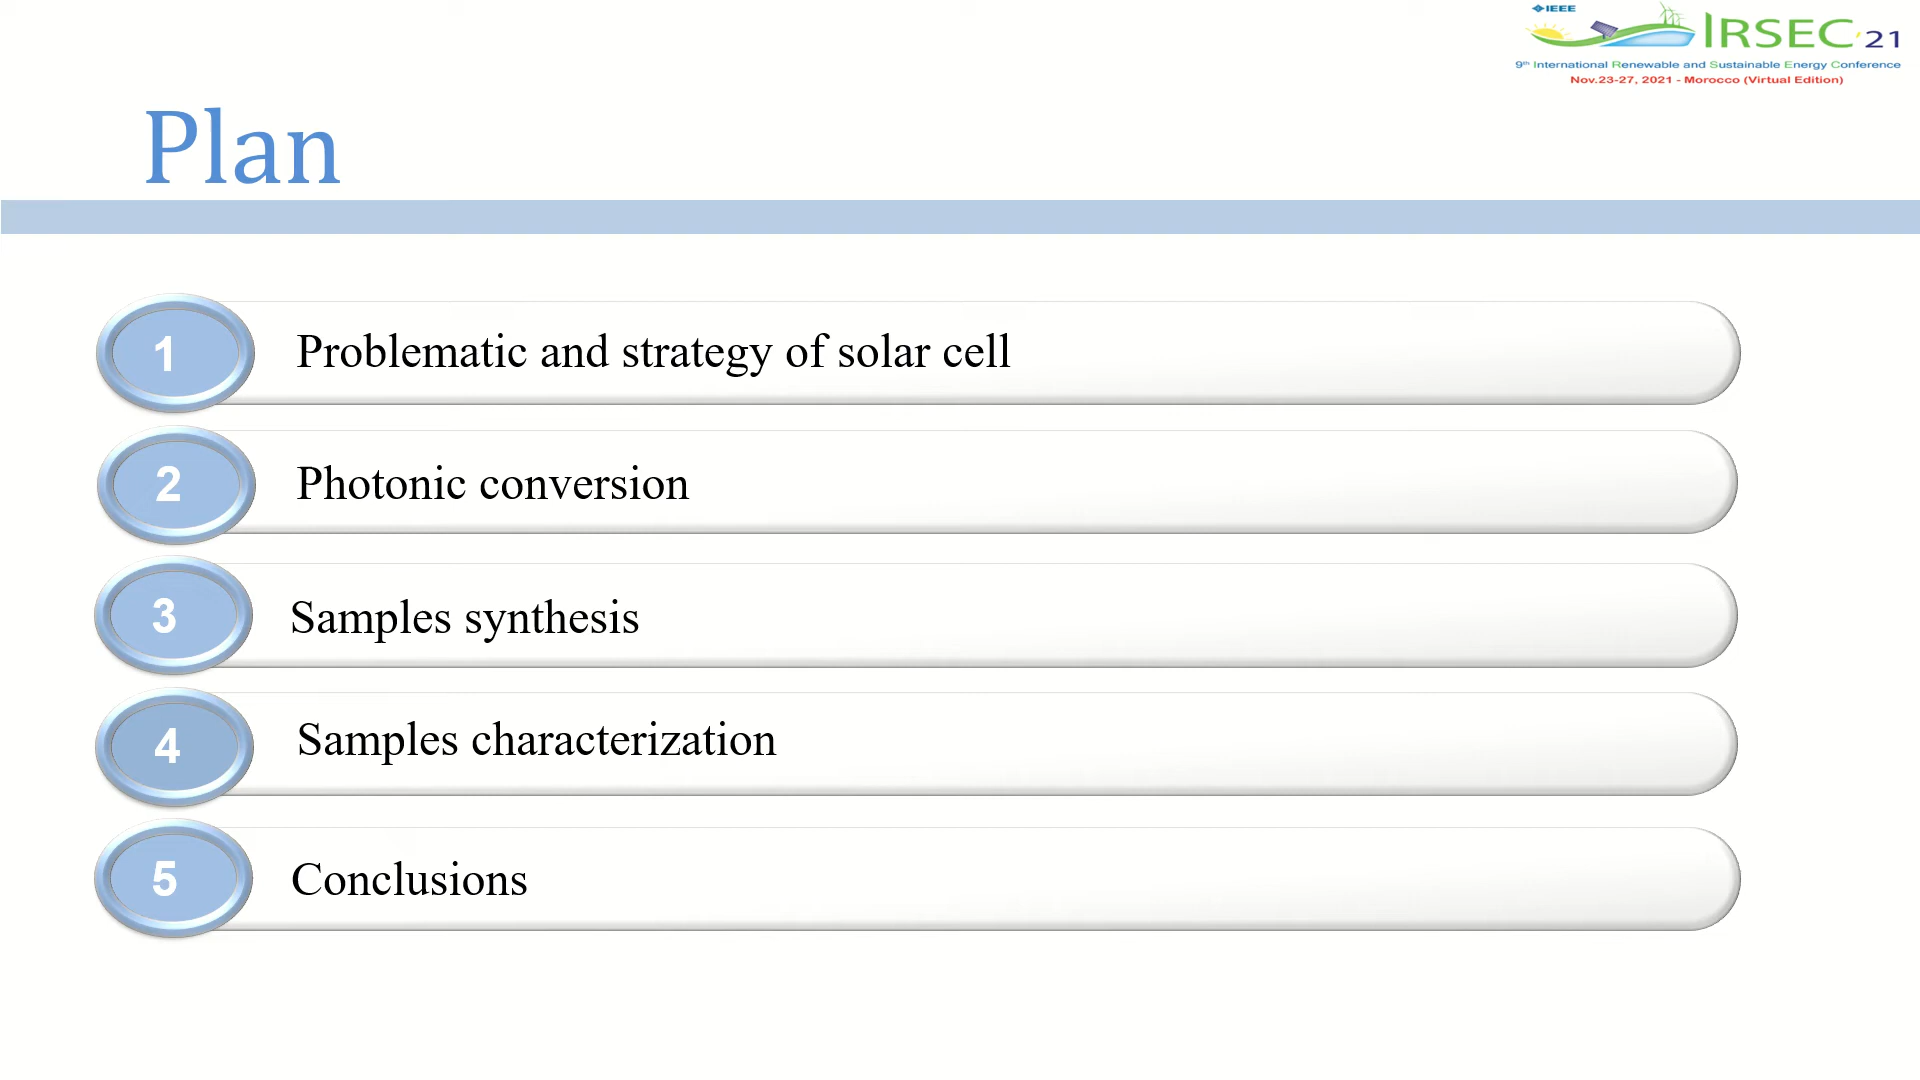 IEEE
IRSEC'21
9th International Renewable and Sustainable Energy Conference
Nov.23-27, 2021 - Morocco (Virtual Edition)
Plan
1 Problematic and strategy of solar cell
2 Photonic conversion
3 Samples synthesis
4 Samples characterization
5 Conclusions